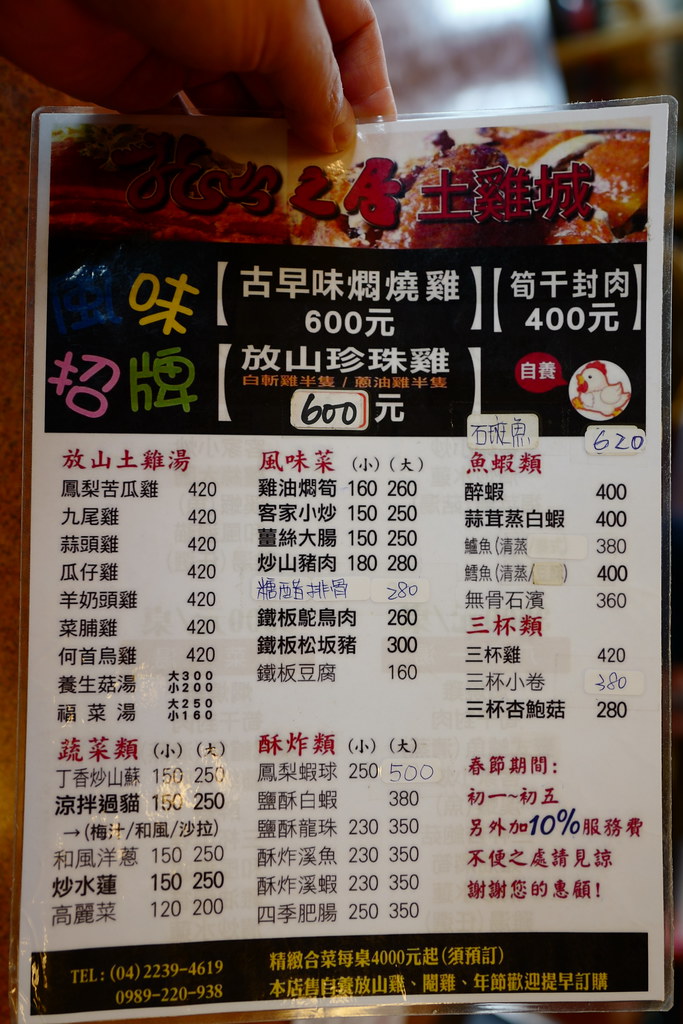 龍山之居 土雞城
風味招牌
【古早味燜燒雞 600元】
【筍干封肉 400元】
【放山珍珠雞
白斬雞半隻 / 蔥油雞半隻
600元】
自養
放山土雞湯
鳳梨苦瓜雞 420
九尾雞 420
蒜頭雞 420
瓜仔雞 420
羊奶頭雞 420
菜脯雞 420
何首烏雞 420
養生菇湯 大300 小200
福菜湯 大250 小160
風味菜 (小) (大)
雞油燜筍 160 260
客家小炒 150 250
薑絲大腸 150 250
炒山豬肉 180 280
糖醋排骨 280
鐵板鴕鳥肉 260
鐵板松坂豬 300
鐵板豆腐 160
石斑魚 620
魚蝦類
醉蝦 400
蒜茸蒸白蝦 400
鱸魚(清蒸 380
鱈魚(清蒸/ ) 400
無骨石濱 360
三杯類
三杯雞 420
三杯小卷 380
三杯杏鮑菇 280
蔬菜類 (小) (大)
丁香炒山蘇 150 250
涼拌過貓 150 250
→(梅汁/和風/沙拉)
和風洋蔥 150 250
炒水蓮 150 250
高麗菜 120 200
酥炸類 (小) (大)
鳳梨蝦球 250 500
鹽酥白蝦 380
鹽酥龍珠 230 350
酥炸溪魚 230 350
酥炸溪蝦 230 350
四季肥腸 250 350
春節期間:
初一~初五
另外加10%服務費
不便之處請見諒
謝謝您的惠顧!
TEL:(04)2239-4619
0989-220-938
精緻合菜每桌4000元起(須預訂)
本店售自養放山雞、閹雞、年節歡迎提早訂購